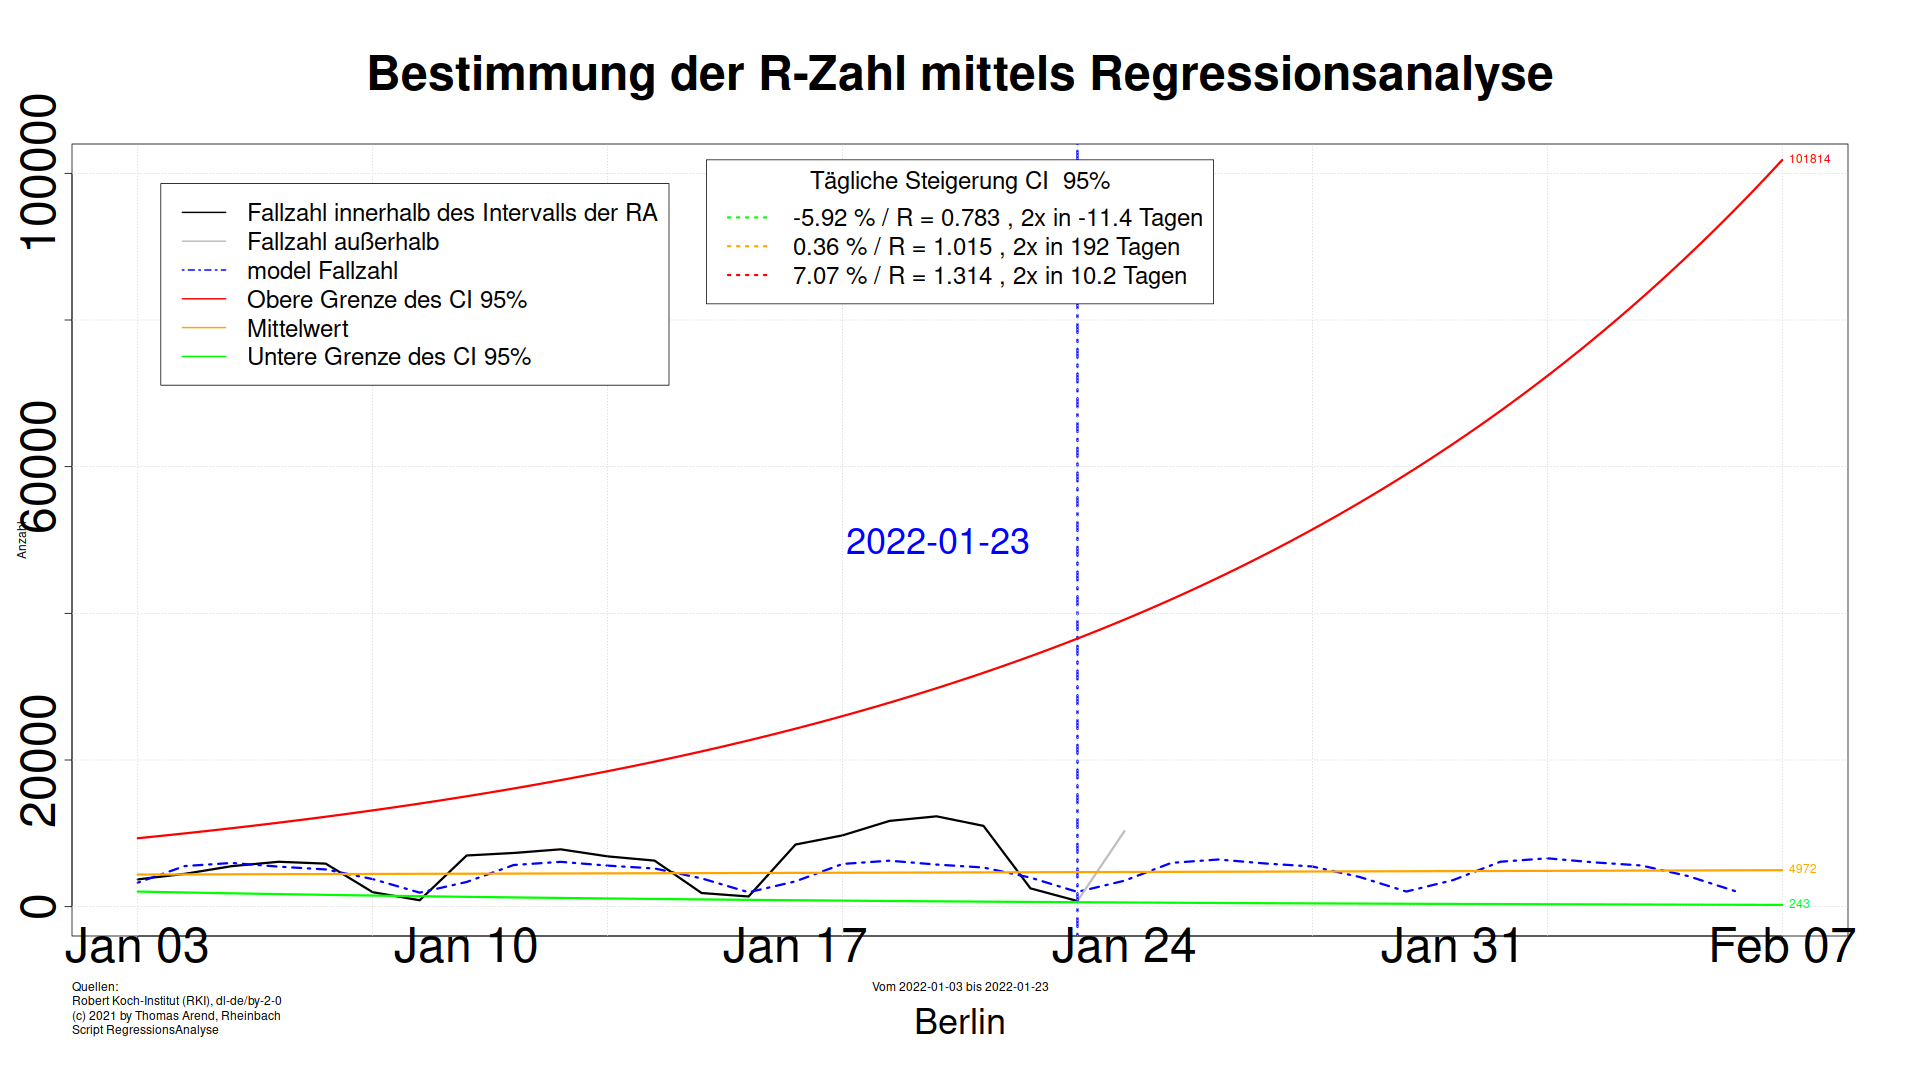 Bestimmung der R-Zahl mittels Regressionsanalyse
100000
60000
20000
0
Anzahl
Fallzahl innerhalb des Intervalls der RA
Fallzahl außerhalb
model Fallzahl
Obere Grenze des CI 95%
Mittelwert
Untere Grenze des CI 95%
Tägliche Steigerung CI 95%
-5.92 % / R = 0.783 , 2x in -11.4 Tagen
0.36 % / R = 1.015 , 2x in 192 Tagen
7.07 % / R = 1.314 , 2x in 10.2 Tagen
101814
2022-01-23
4972
243
Jan 03 Jan 10 Jan 17 Jan 24 Jan 31 Feb 07
Quellen:
Robert Koch-Institut (RKI), dl-de/by-2-0
(c) 2021 by Thomas Arend, Rheinbach
Script RegressionsAnalyse
Vom 2022-01-03 bis 2022-01-23
Berlin